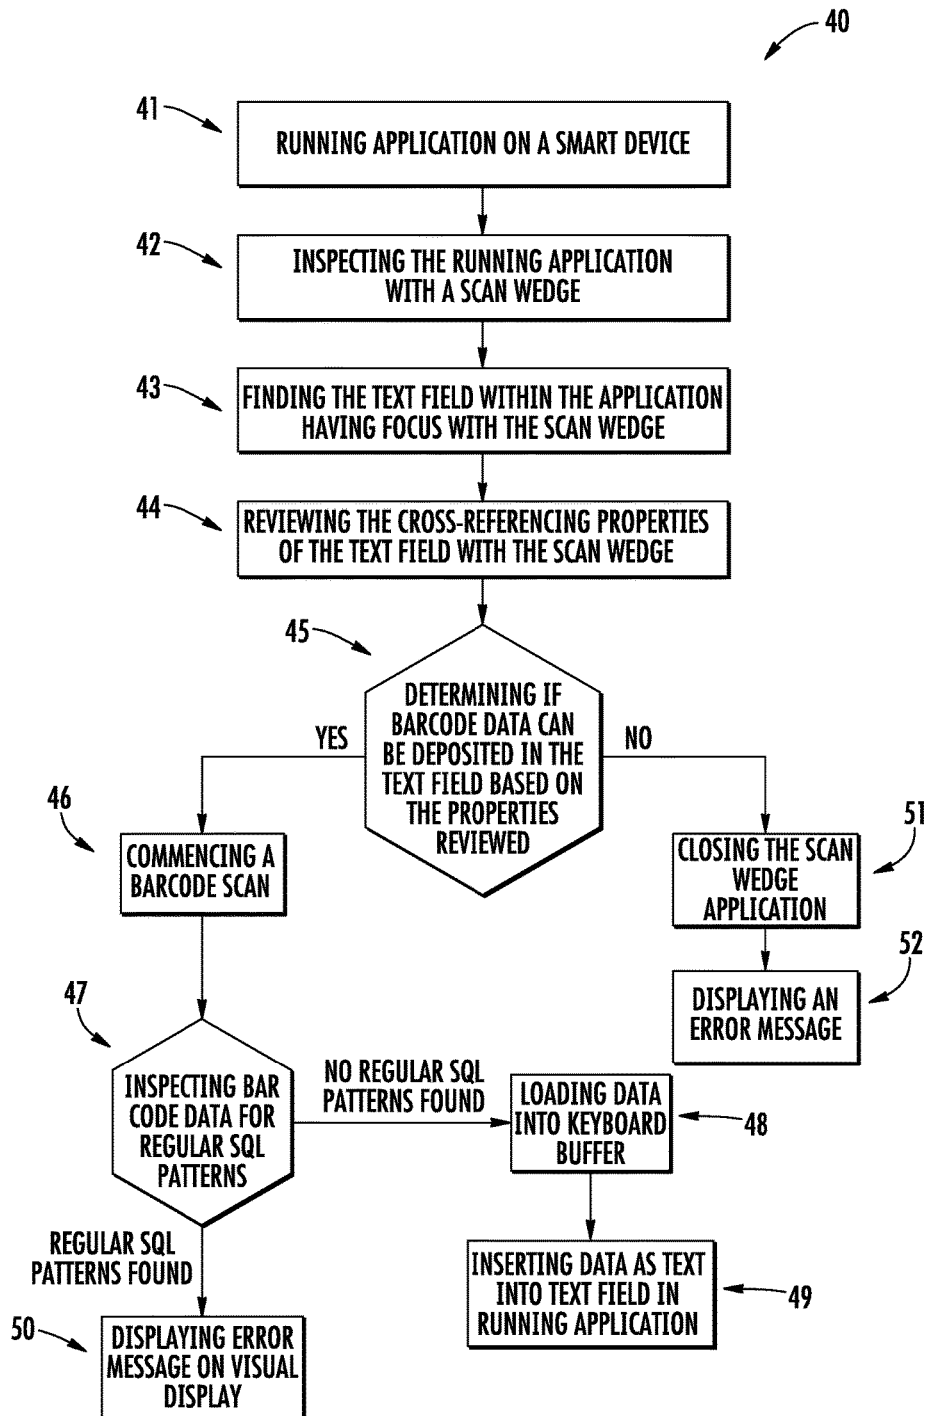 40
41
RUNNING APPLICATION ON A SMART DEVICE
42
INSPECTING THE RUNNING APPLICATION
WITH A SCAN WEDGE
43
FINDING THE TEXT FIELD WITHIN THE APPLICATION
HAVING FOCUS WITH THE SCAN WEDGE
44
REVIEWING THE CROSS-REFERENCING PROPERTIES
OF THE TEXT FIELD WITH THE SCAN WEDGE
45
DETERMINING IF
BARCODE DATA CAN
BE DEPOSITED IN THE
TEXT FIELD BASED ON
THE PROPERTIES
REVIEWED
YES
NO
46
COMMENCING A
BARCODE SCAN
51
CLOSING THE SCAN
WEDGE
APPLICATION
52
DISPLAYING AN
ERROR MESSAGE
47
INSPECTING BAR
CODE DATA FOR
REGULAR SQL
PATTERNS
NO REGULAR SQL
PATTERNS FOUND
LOADING DATA
INTO KEYBOARD
BUFFER
48
REGULAR SQL
PATTERNS FOUND
INSERTING DATA AS TEXT
INTO TEXT FIELD IN
RUNNING APPLICATION
49
50
DISPLAYING ERROR
MESSAGE ON VISUAL
DISPLAY